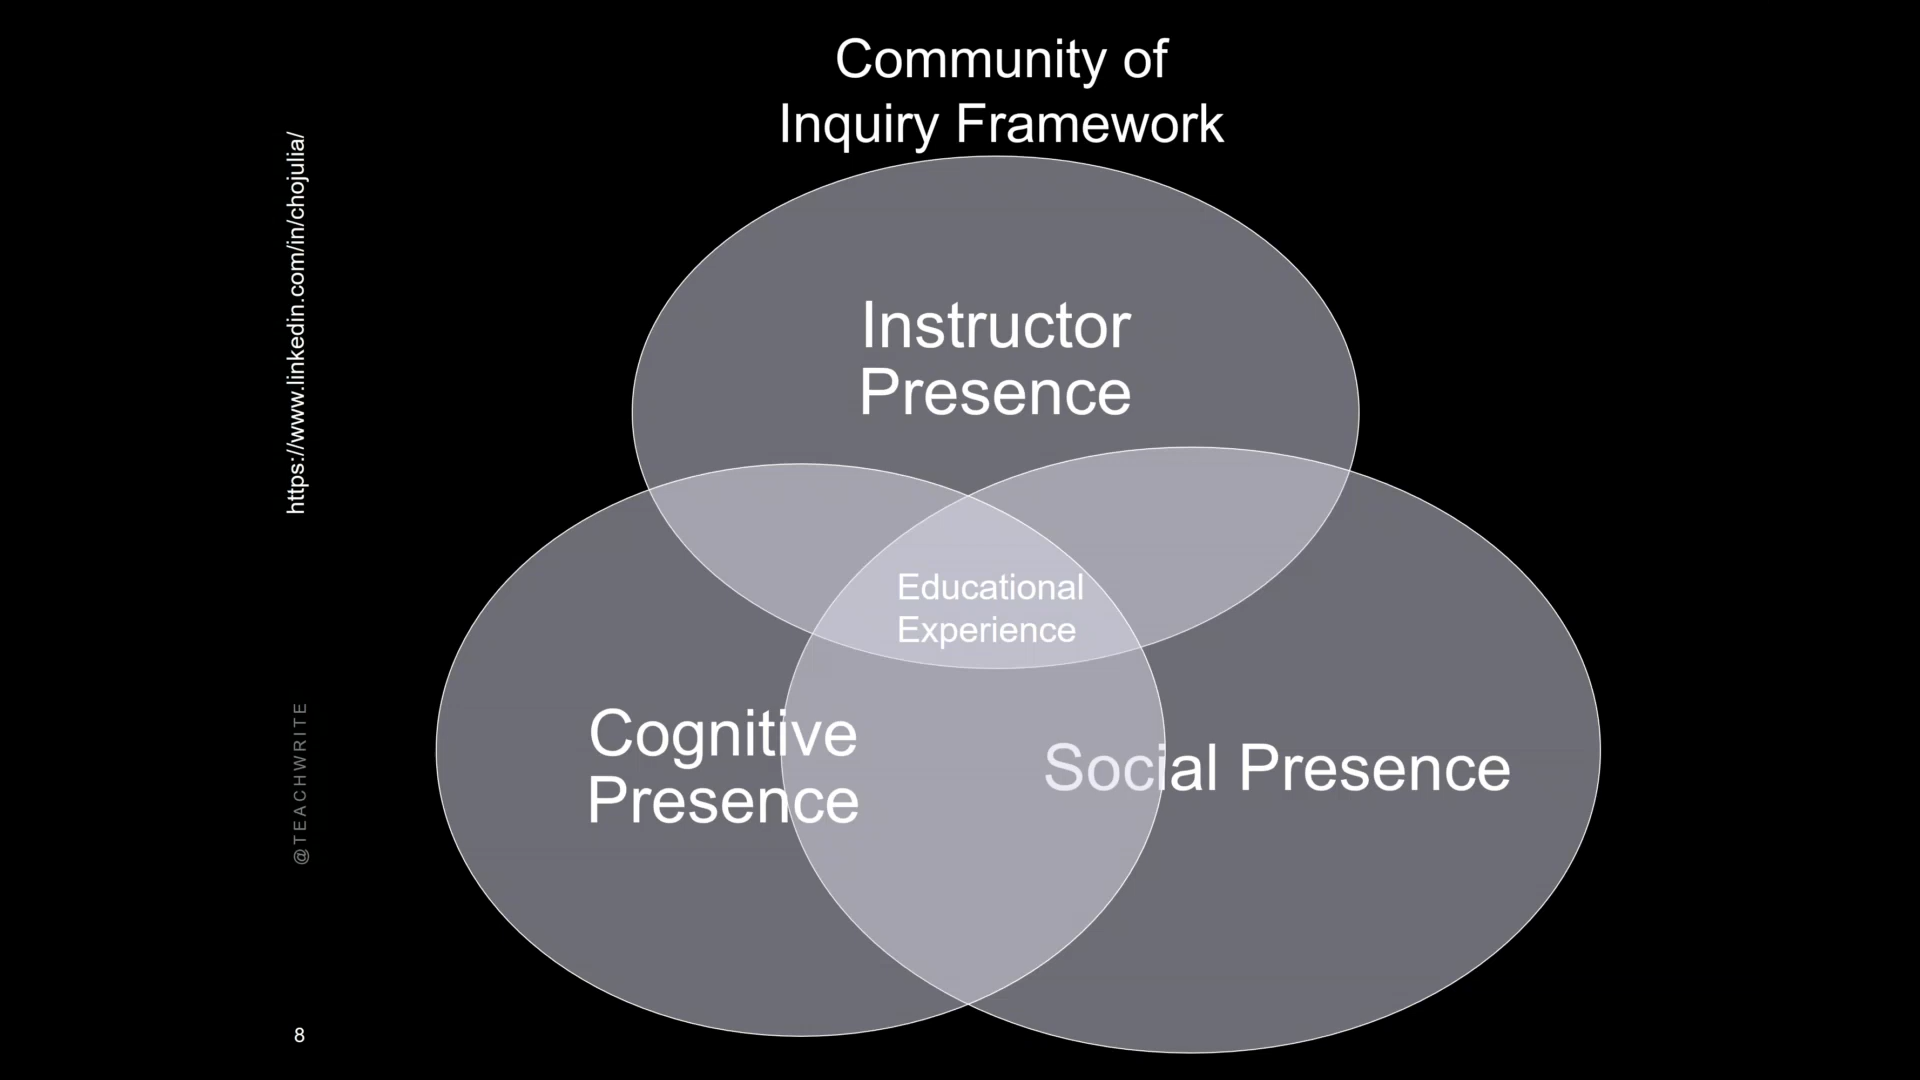 Community of
Inquiry Framework
https://www.linkedin.com/in/chojulia/
Instructor
Presence
Educational
Experience
Cognitive
Presence
Social Presence
@TEACHWRITE
8